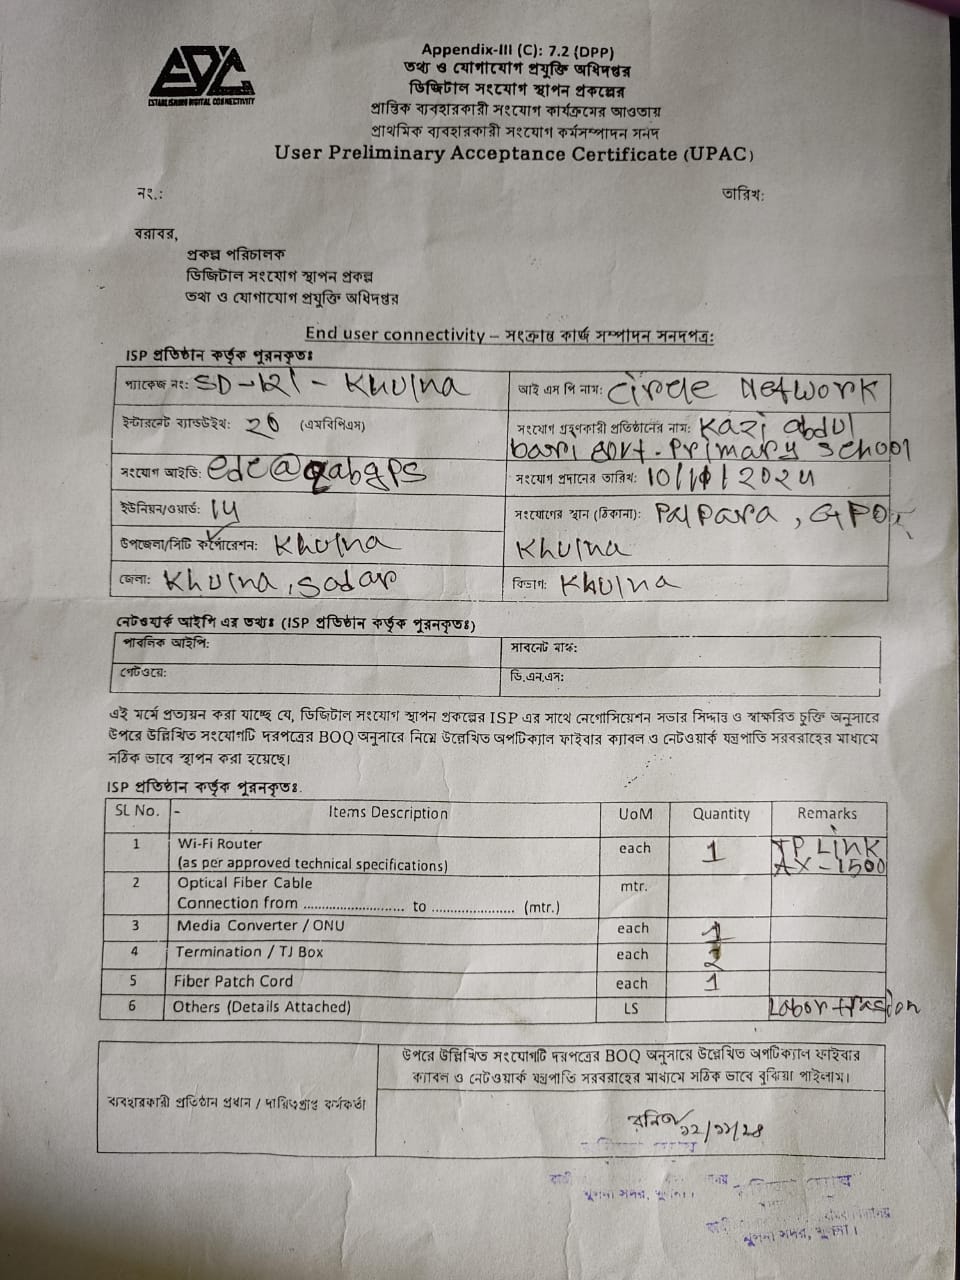 EDC
ESTABLISHING DIGITAL CONNECTIVITY
Appendix-III (C): 7.2 (DPP)
তথ্য ও যোগাযোগ প্রযুক্তি অধিদপ্তর
ডিজিটাল সংযোগ স্থাপন প্রকল্পের
প্রান্তিক ব্যবহারকারী সংযোগ কার্যক্রমের আওতায়
প্রাথমিক ব্যবহারকারী সংযোগ কর্মসম্পাদন সনদ
User Preliminary Acceptance Certificate (UPAC)
নং.: তারিখ:
বরাবর,
প্রকল্প পরিচালক
ডিজিটাল সংযোগ স্থাপন প্রকল্প
তথ্য ও যোগাযোগ প্রযুক্তি অধিদপ্তর
End user connectivity – সংক্রান্ত কার্জ সম্পাদন সনদপত্র:
ISP প্রতিষ্ঠান কর্তৃক পূরনকৃতঃ
প্যাকেজ নং: SD-121-Khulna আই এস পি নাম: Circle Network
ইন্টারনেট ব্যান্ডউইথ: 20 (এমবিপিএস) সংযোগ গ্রহণকারী প্রতিষ্ঠানের নাম: Kazi abdul
bari Govt. Primary School
সংযোগ আইডি: edc@qabgps সংযোগ প্রদানের তারিখ: 10/11/2024
ইউনিয়ন/ওয়ার্ড: 14 সংযোগের স্থান (ঠিকানা): Pal Para, GPO,
উপজেলা/সিটি কর্পোরেশন: Khulna Khulna
জেলা: Khulna, Sadar বিভাগ: Khulna
নেটওয়ার্ক আইপি এর তথ্যঃ (ISP প্রতিষ্ঠান কর্তৃক পূরনকৃতঃ)
পাবলিক আইপি: সাবনেট মাস্ক:
গেটওয়ে: ডি.এন.এস:
এই মর্মে প্রত্যয়ন করা যাচ্ছে যে, ডিজিটাল সংযোগ স্থাপন প্রকল্পের ISP এর সাথে নেগোসিয়েশন সভার সিদ্দান্ত ও স্বাক্ষরিত চুক্তি অনুসারে
উপরে উল্লিখিত সংযোগটি দরপত্রের BOQ অনুসারে নিম্নে উল্লেখিত অপটিক্যাল ফাইবার ক্যাবল ও নেটওয়ার্ক যন্ত্রপাতি সরবরাহের মাধ্যমে
সঠিক ভাবে স্থাপন করা হয়েছে।
ISP প্রতিষ্ঠান কর্তৃক পূরনকৃতঃ.
SL No. - Items Description UoM Quantity Remarks
1 Wi-Fi Router each 1 TP Link
(as per approved technical specifications) AX-1500
2 Optical Fiber Cable mtr.
Connection from ............................ to ...................... (mtr.)
3 Media Converter / ONU each 1
4 Termination / TJ Box each 2
5 Fiber Patch Cord each 1
6 Others (Details Attached) LS Labor
উপরে উল্লিখিত সংযোগটি দরপত্রের BOQ অনুসারে উল্লেখিত অপটিক্যাল ফাইবার
ক্যাবল ও নেটওয়ার্ক যন্ত্রপাতি সরবরাহের মাধ্যমে সঠিক ভাবে বুঝিয়া পাইলাম।
ব্যবহারকারী প্রতিষ্ঠান প্রধান / দায়িত্বপ্রাপ্ত কর্মকর্তা
১২/১১/২৪
খুলনা সদর, খুলনা।
খুলনা সদর, খুলনা।